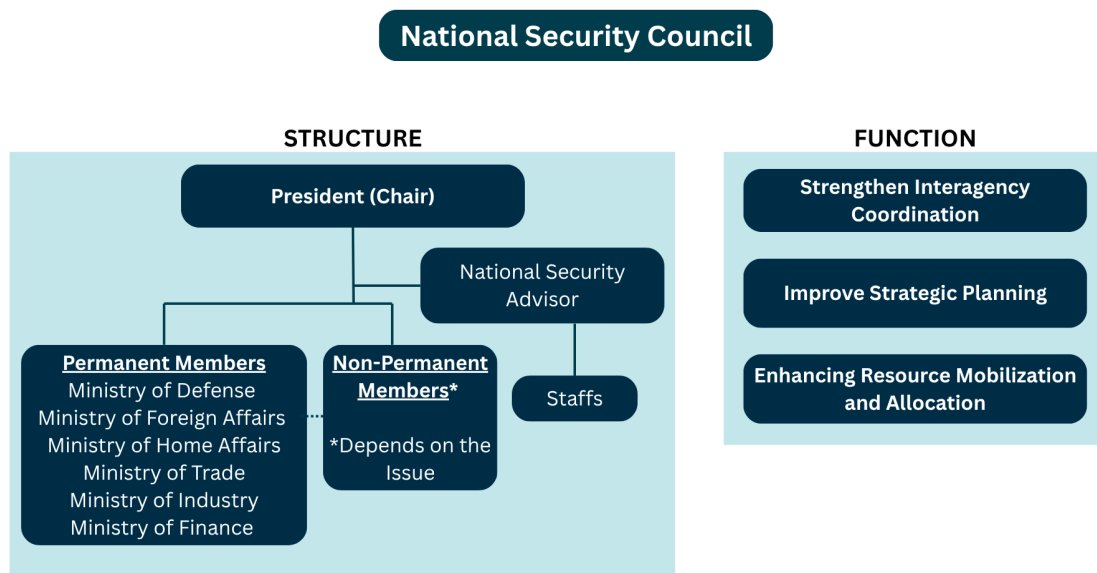 National Security Council
STRUCTURE
President (Chair)
National Security
Advisor
Permanent Members
Ministry of Defense
Ministry of Foreign Affairs
Ministry of Home Affairs
Ministry of Trade
Ministry of Industry
Ministry of Finance
Non-Permanent
Members*
*Depends on the
Issue
Staffs
FUNCTION
Strengthen Interagency
Coordination
Improve Strategic Planning
Enhancing Resource Mobilization
and Allocation